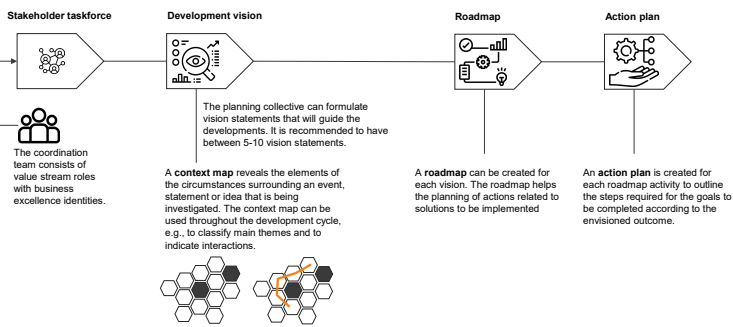 Stakeholder taskforce
Development vision
Roadmap
Action plan
The planning collective can formulate
vision statements that will guide the
developments. It is recommended to have
between 5-10 vision statements.
The coordination
team consists of
value stream roles
with business
excellence identities.
A context map reveals the elements of
the circumstances surrounding an event,
statement or idea that is being
investigated. The context map can be
used throughout the development cycle,
e.g., to classify main themes and to
indicate interactions.
A roadmap can be created for
each vision. The roadmap helps
the planning of actions related to
solutions to be implemented
An action plan is created for
each roadmap activity to outline
the steps required for the goals to
be completed according to the
envisioned outcome.